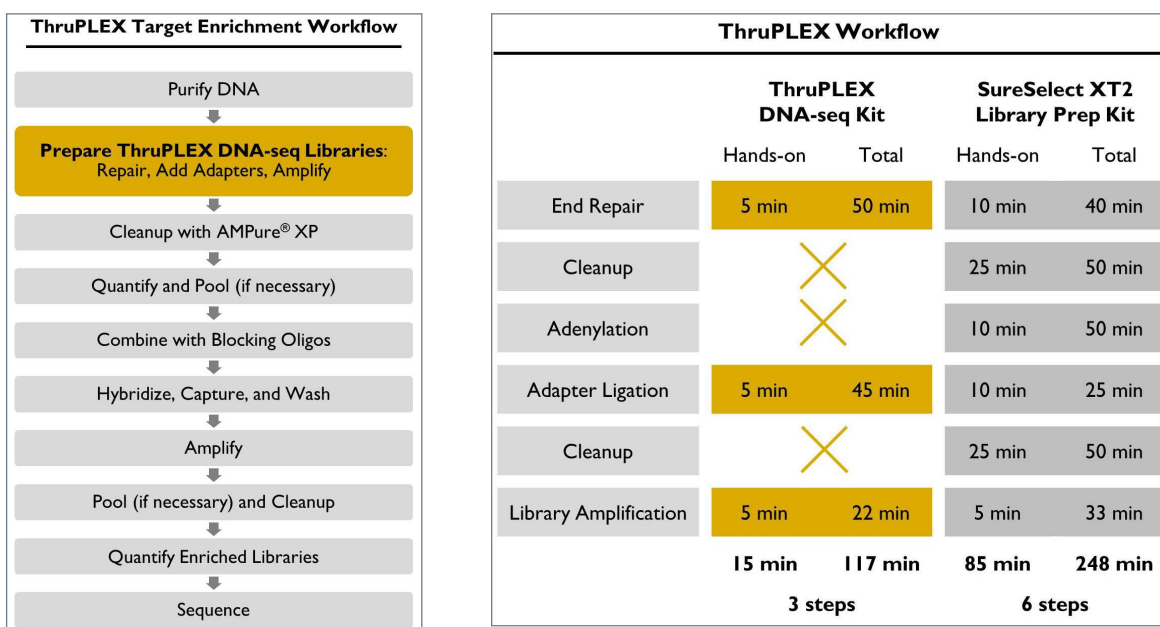 ThruPLEX Target Enrichment Workflow
Purify DNA
Prepare ThruPLEX DNA-seq Libraries:
Repair, Add Adapters, Amplify
Cleanup with AMPure® XP
Quantify and Pool (if necessary)
Combine with Blocking Oligos
Hybridize, Capture, and Wash
Amplify
Pool (if necessary) and Cleanup
Quantify Enriched Libraries
Sequence
ThruPLEX Workflow
ThruPLEX SureSelect XT2
DNA-seq Kit Library Prep Kit
Hands-on Total Hands-on Total
End Repair 5 min 50 min 10 min 40 min
Cleanup 25 min 50 min
Adenylation 10 min 50 min
Adapter Ligation 5 min 45 min 10 min 25 min
Cleanup 25 min 50 min
Library Amplification 5 min 22 min 5 min 33 min
15 min 117 min 85 min 248 min
3 steps 6 steps